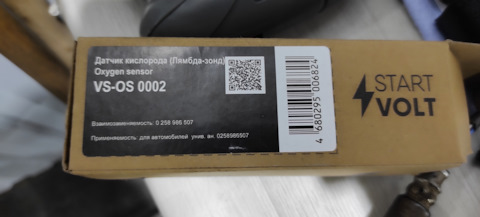 Датчик кислорода (Лямбда-зонд)
Oxygen sensor
VS-OS 0002
Взаимозаменяемость: 0 258 986 507
Применяемость: для автомобилей унив. вн 0258986507
4 680295 006824
START
VOLT